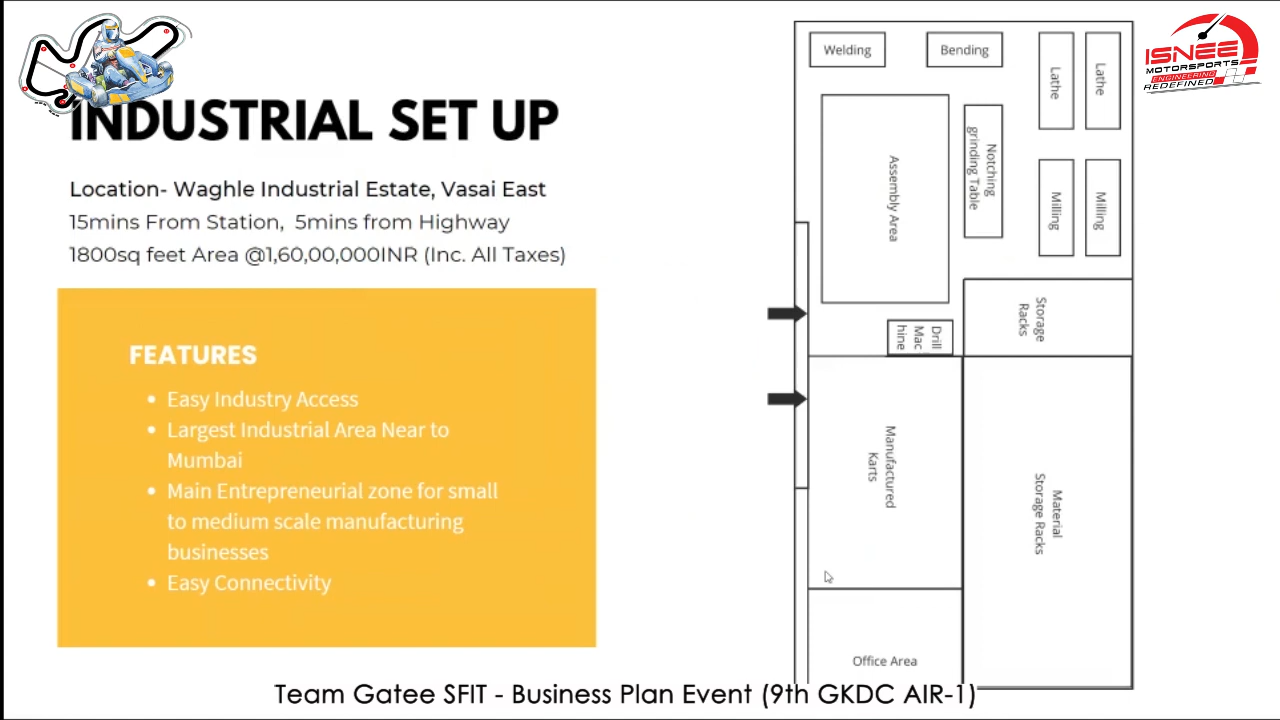 ISNEE
MOTORSPORTS
ENGINEERING
REDEFINED
INDUSTRIAL SET UP
Location- Waghle Industrial Estate, Vasai East
15mins From Station, 5mins from Highway
1800sq feet Area @1,60,00,000INR (Inc. All Taxes)
FEATURES
• Easy Industry Access
• Largest Industrial Area Near to
Mumbai
• Main Entrepreneurial zone for small
to medium scale manufacturing
businesses
• Easy Connectivity
Welding
Bending
Lathe
Lathe
Assembly Area
Notching
grinding Table
Milling
Milling
Storage
Racks
Drill
Mac
hine
Manufactured
Karts
Material
Storage Racks
Office Area
Team Gatee SFIT - Business Plan Event (9th GKDC AIR-1)